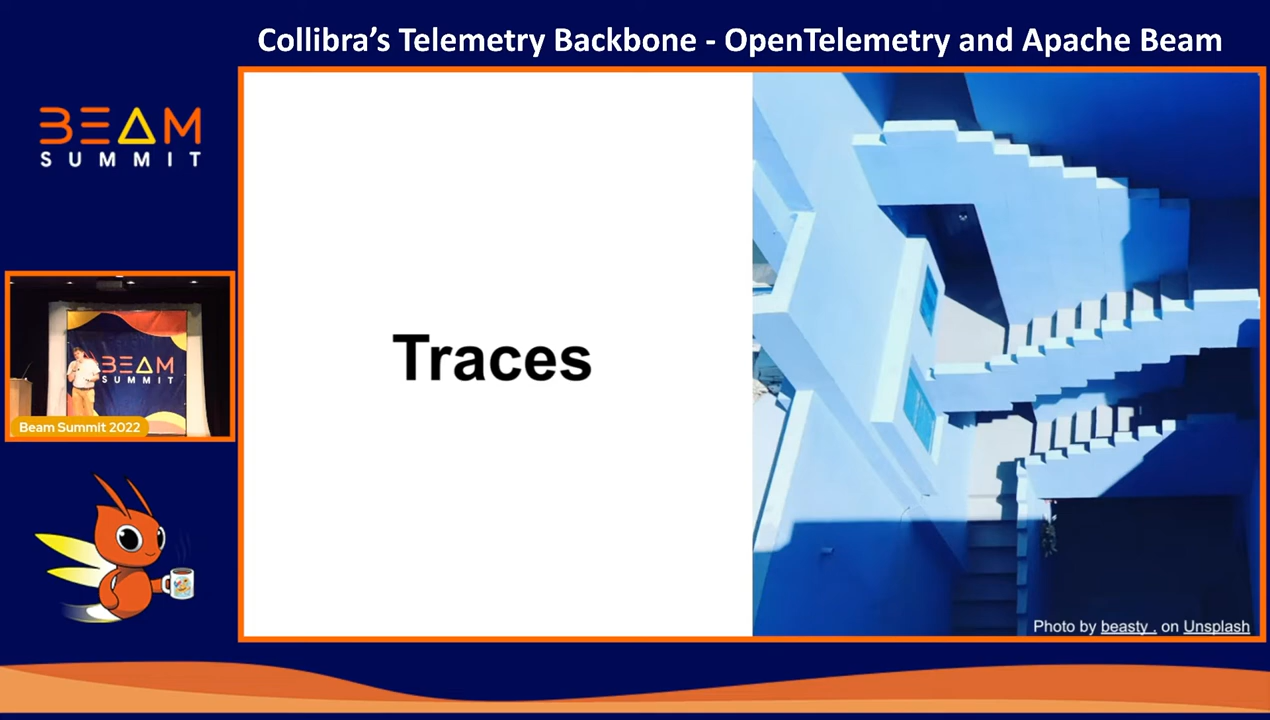 Collibra's Telemetry Backbone - OpenTelemetry and Apache Beam
BEAM
SUMMIT
Traces
BEAM
SUMMIT
Beam Summit 2022
Photo by beasty . on Unsplash